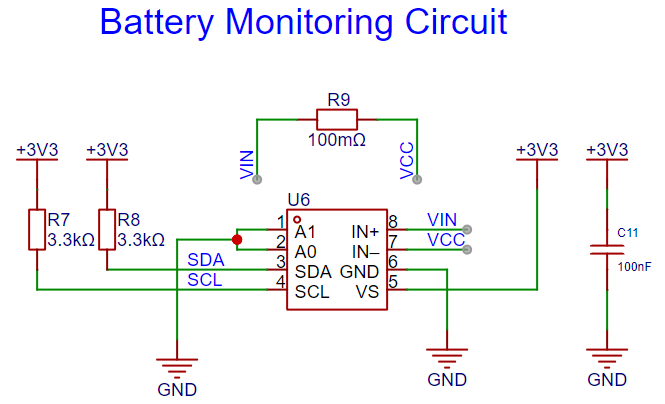 Battery Monitoring Circuit
R9
100mΩ
VIN
VCC
+3V3
+3V3
+3V3
+3V3
R7
3.3kΩ
R8
3.3kΩ
U6
1
A1
2
A0
3
SDA
4
SCL
IN+
8
IN–
7
GND
6
VS
5
VIN
VCC
SDA
SCL
C11
100nF
GND
GND
GND